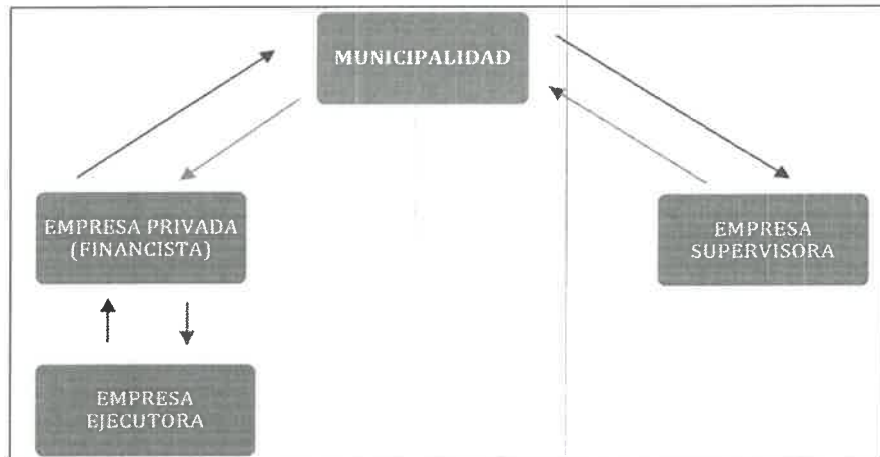 MUNICIPALIDAD
EMPRESA PRIVADA
(FINANCISTA)
EMPRESA
SUPERVISORA
EMPRESA
EJECUTORA